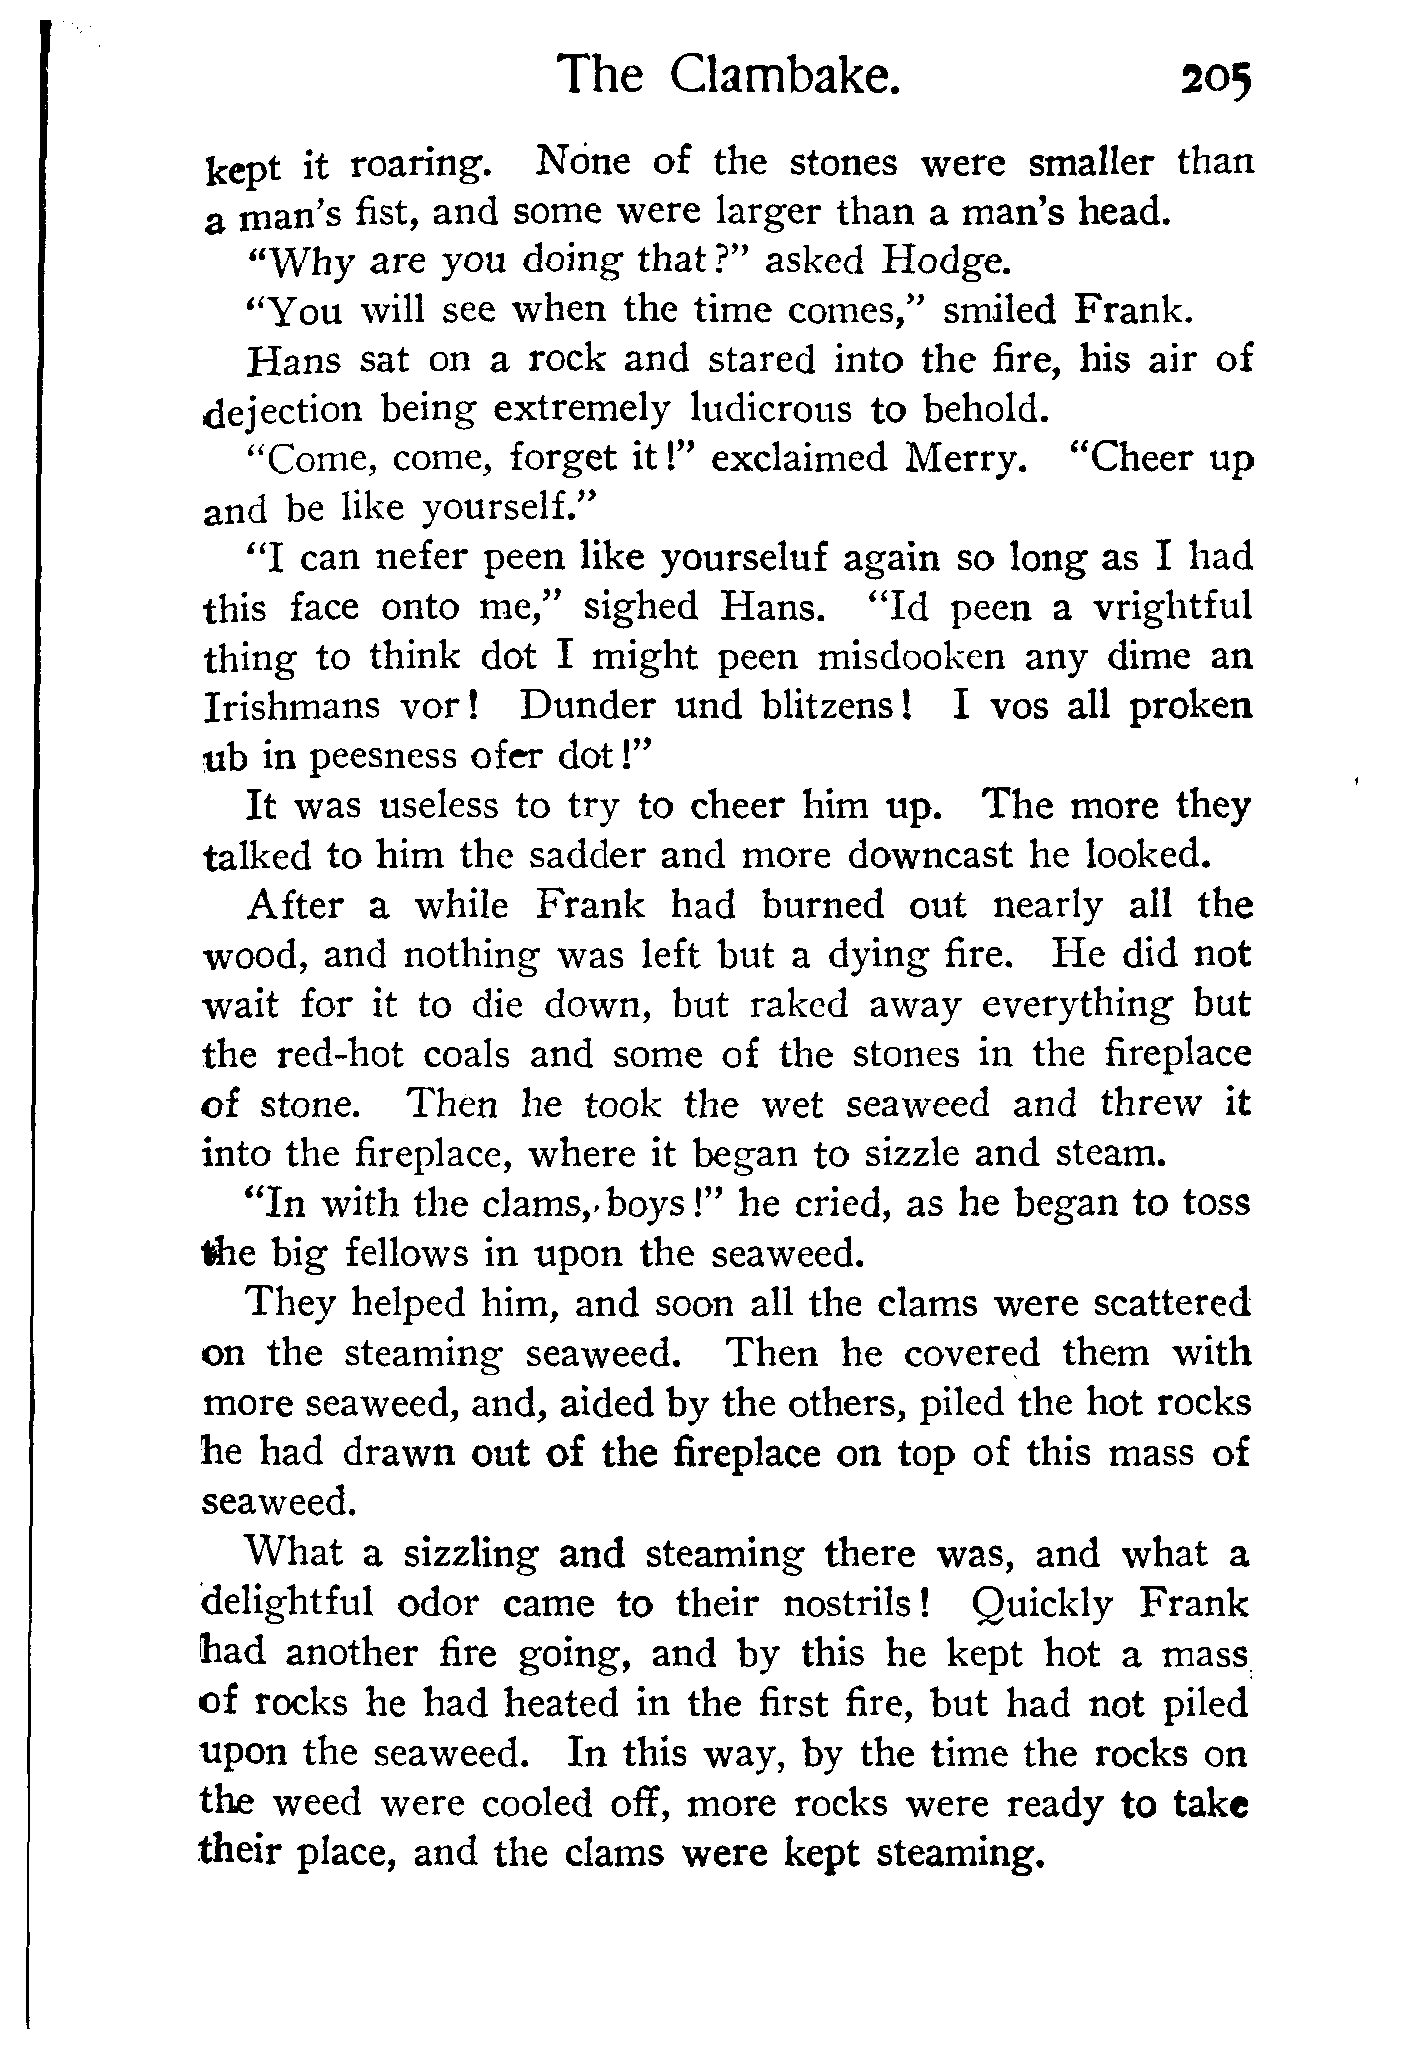 The Clambake. 205
kept it roaring. None of the stones were smaller than
a man's fist, and some were larger than a man's head.
"Why are you doing that?" asked Hodge.
"You will see when the time comes," smiled Frank.
Hans sat on a rock and stared into the fire, his air of
dejection being extremely ludicrous to behold.
"Come, come, forget it!" exclaimed Merry. "Cheer up
and be like yourself."
"I can nefer peen like yourseluf again so long as I had
this face onto me," sighed Hans. "Id peen a vrightful
thing to think dot I might peen misdooken any dime an
Irishmans vor! Dunder und blitzens! I vos all proken
ub in peesness ofer dot!"
It was useless to try to cheer him up. The more they
talked to him the sadder and more downcast he looked.
After a while Frank had burned out nearly all the
wood, and nothing was left but a dying fire. He did not
wait for it to die down, but raked away everything but
the red-hot coals and some of the stones in the fireplace
of stone. Then he took the wet seaweed and threw it
into the fireplace, where it began to sizzle and steam.
"In with the clams, boys!" he cried, as he began to toss
the big fellows in upon the seaweed.
They helped him, and soon all the clams were scattered
on the steaming seaweed. Then he covered them with
more seaweed, and, aided by the others, piled the hot rocks
he had drawn out of the fireplace on top of this mass of
seaweed.
What a sizzling and steaming there was, and what a
delightful odor came to their nostrils! Quickly Frank
had another fire going, and by this he kept hot a mass
of rocks he had heated in the first fire, but had not piled
upon the seaweed. In this way, by the time the rocks on
the weed were cooled off, more rocks were ready to take
their place, and the clams were kept steaming.